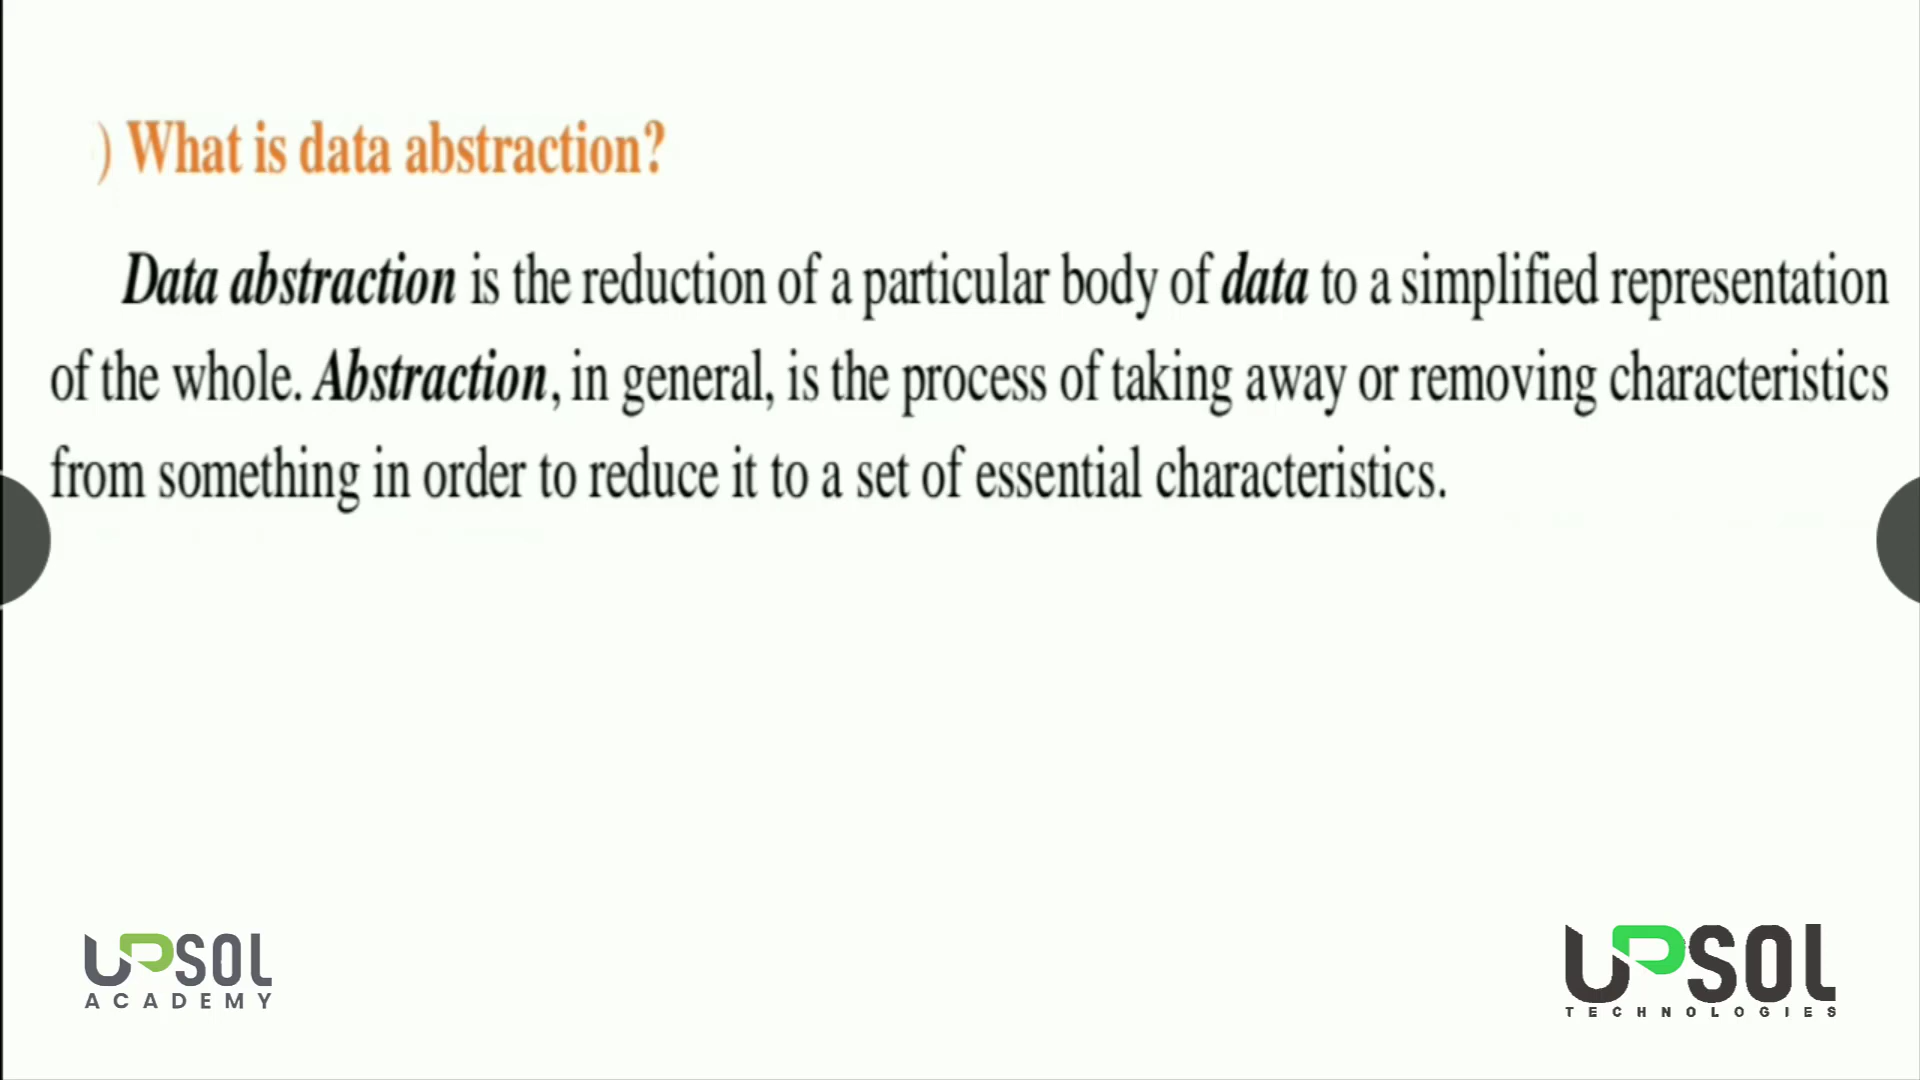 ) What is data abstraction?
Data abstraction is the reduction of a particular body of data to a simplified representation
of the whole. Abstraction, in general, is the process of taking away or removing characteristics
from something in order to reduce it to a set of essential characteristics.
UPSOL
ACADEMY
UPSOL
TECHNOLOGIES